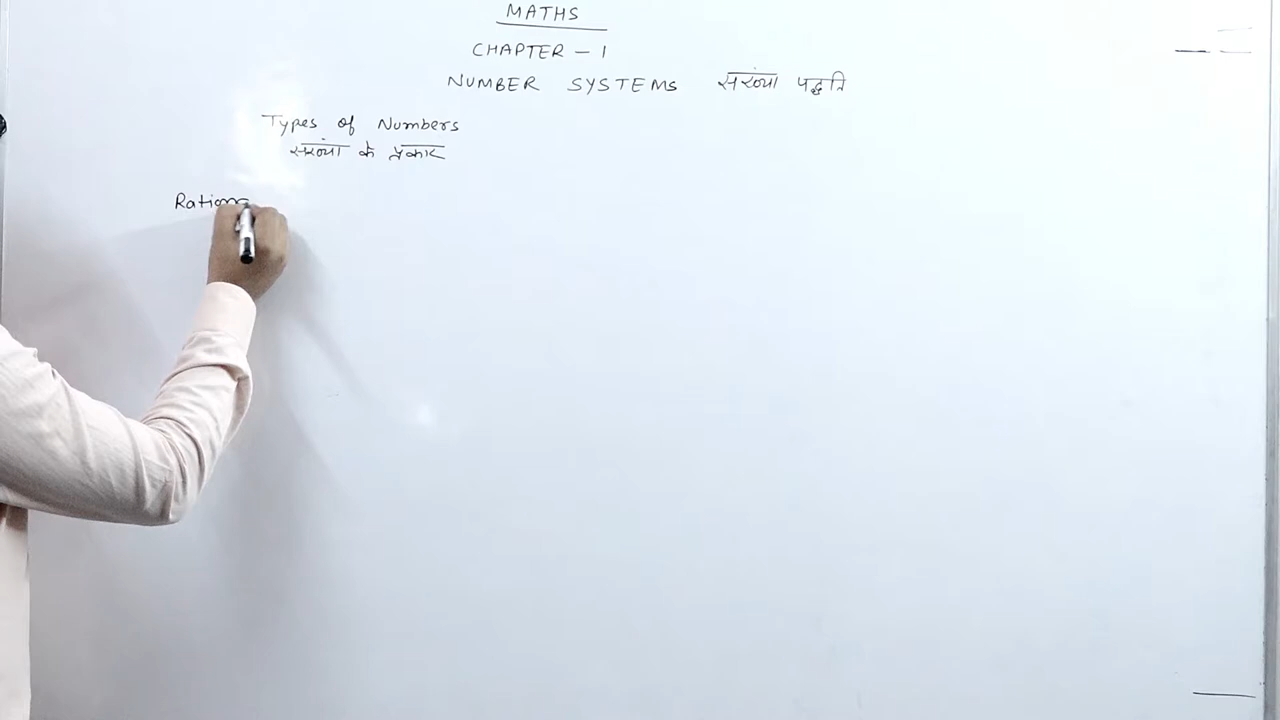 MATHS
CHAPTER - 1
NUMBER SYSTEMS संख्या पद्धति
Types of Numbers
संख्या के प्रकार
Rationa